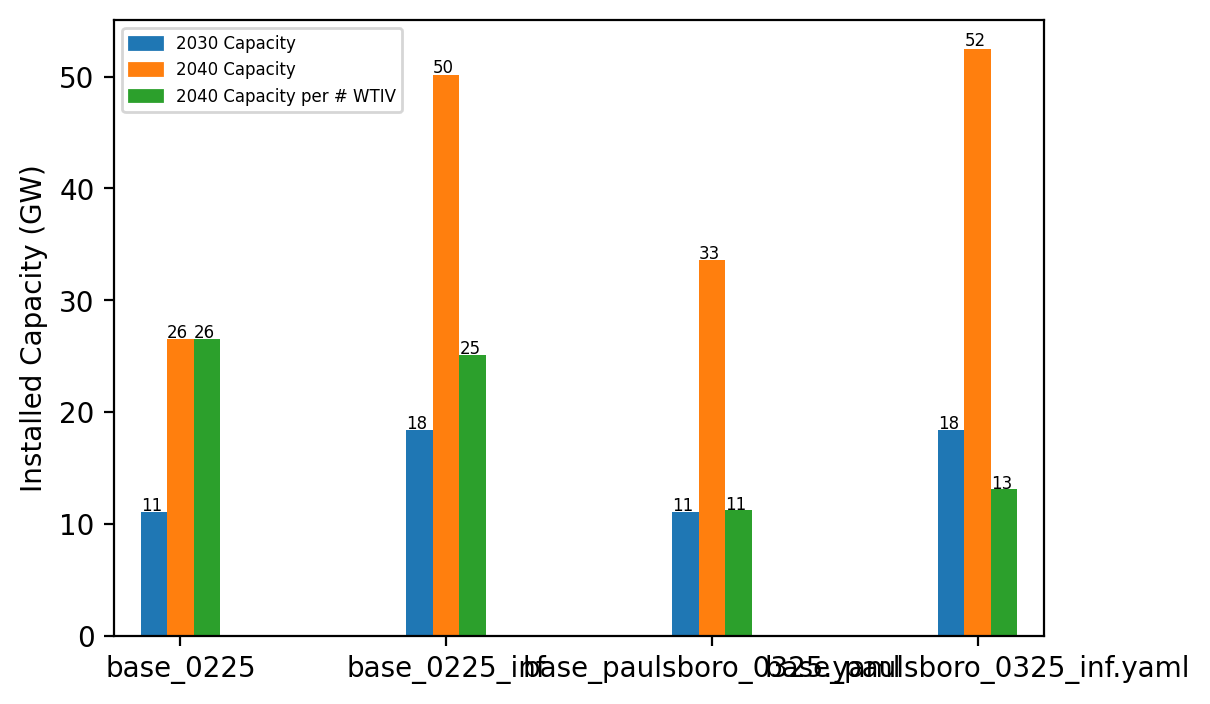 2030 Capacity
2040 Capacity
2040 Capacity per # WTIV
Installed Capacity (GW)
50
40
30
20
10
0
11
26
26
18
50
25
11
33
11
18
52
13
base_0225
base_0225_inf
base_paulsboro_0325.yaml
base_paulsboro_0325_inf.yaml